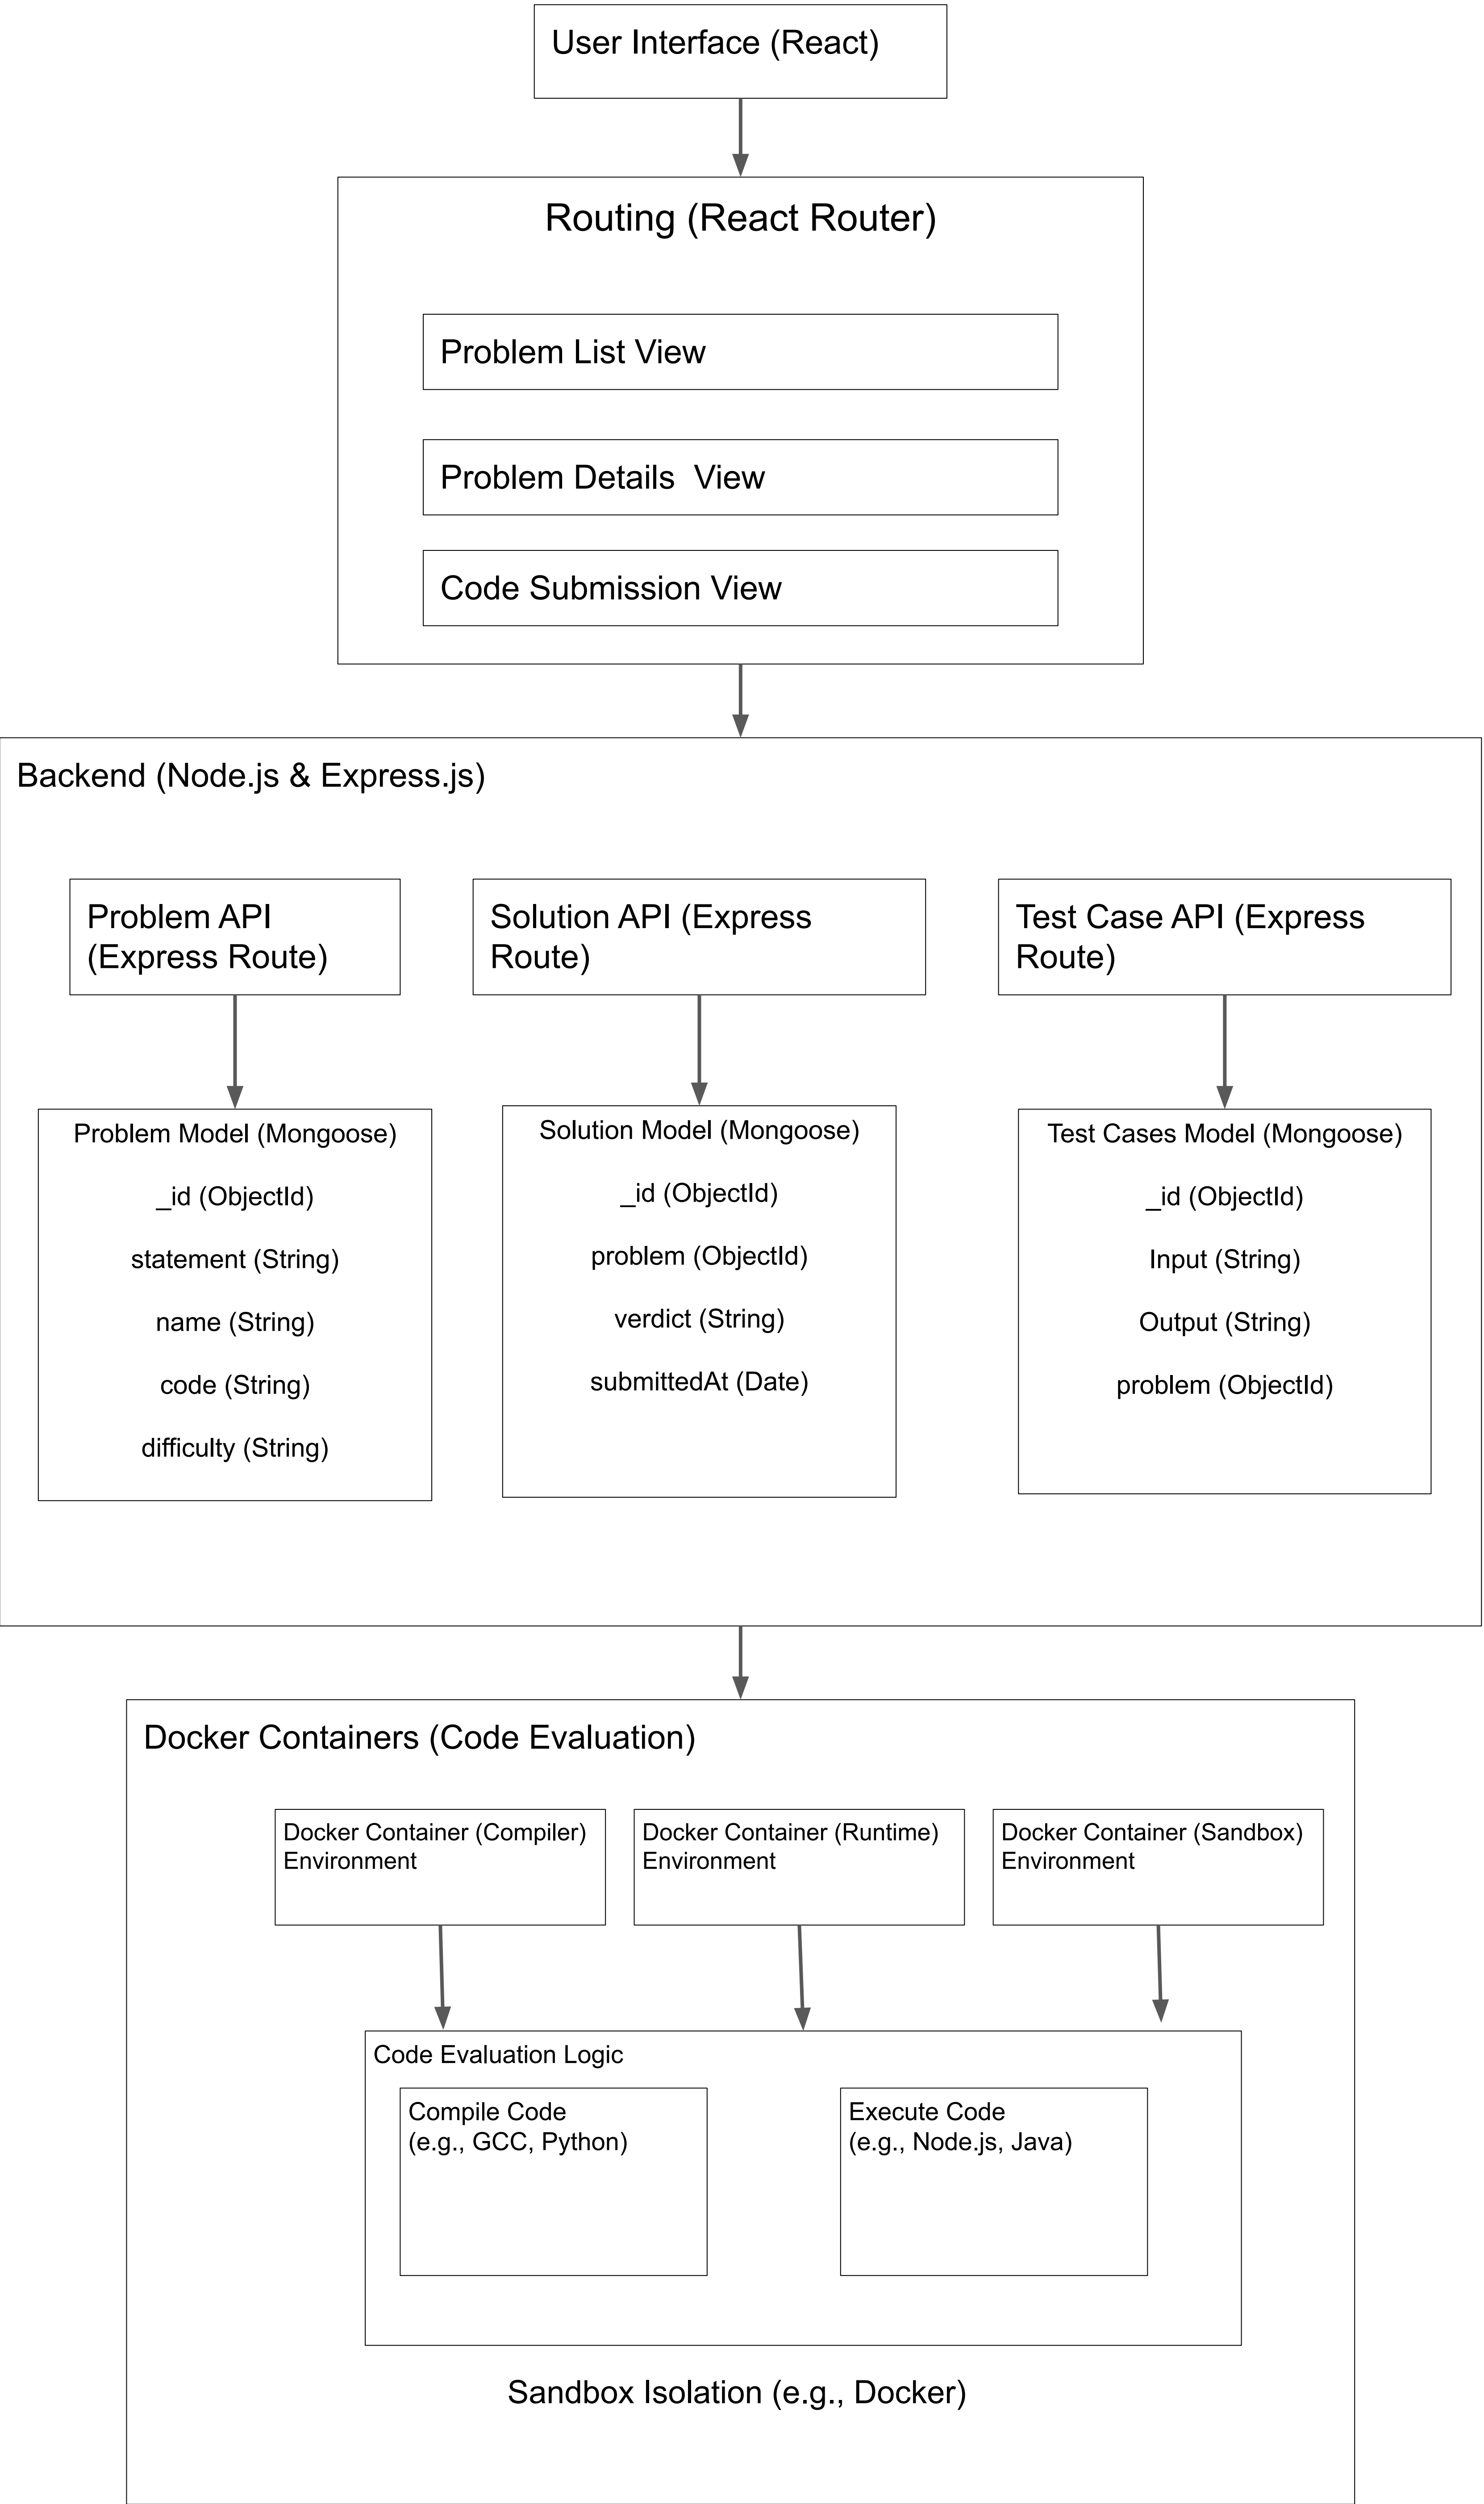 User Interface (React)
Routing (React Router)
Problem List View
Problem Details  View
Code Submission View
Backend (Node.js & Express.js)
Problem API
(Express Route)
Solution API (Express
Route)
Test Case API (Express
Route)
Problem Model (Mongoose)
_id (ObjectId)
statement (String)
name (String)
code (String)
difficulty (String)
Solution Model (Mongoose)
_id (ObjectId)
problem (ObjectId)
verdict (String)
submittedAt (Date)
Test Cases Model (Mongoose)
_id (ObjectId)
Input (String)
Output (String)
problem (ObjectId)
Docker Containers (Code Evaluation)
Docker Container (Compiler)
Environment
Docker Container (Runtime)
Environment
Docker Container (Sandbox)
Environment
Code Evaluation Logic
Compile Code
(e.g., GCC, Python)
Execute Code
(e.g., Node.js, Java)
Sandbox Isolation (e.g., Docker)